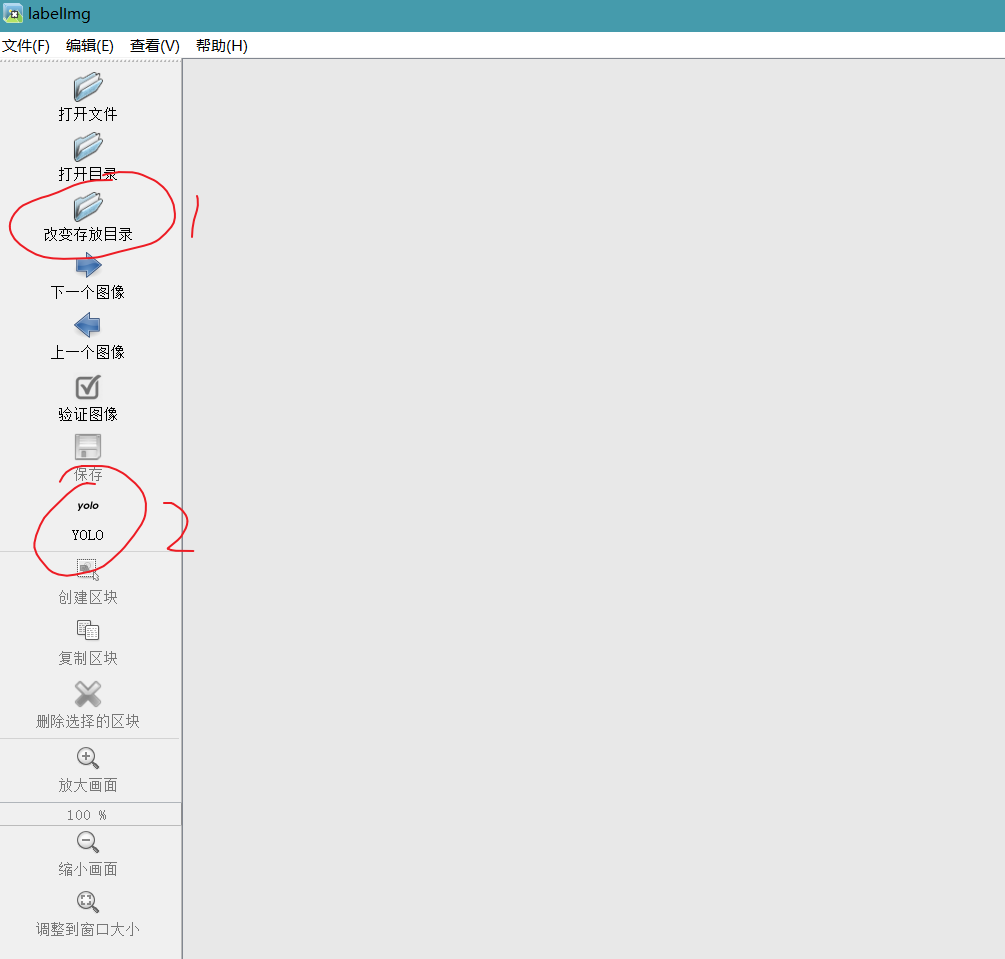 labelImg
文件(F) 编辑(E) 查看(V) 帮助(H)
打开文件
打开目录
改变存放目录
1
下一个图像
上一个图像
验证图像
保存
yolo
YOLO
2
创建区块
复制区块
删除选择的区块
放大画面
100 %
缩小画面
调整到窗口大小